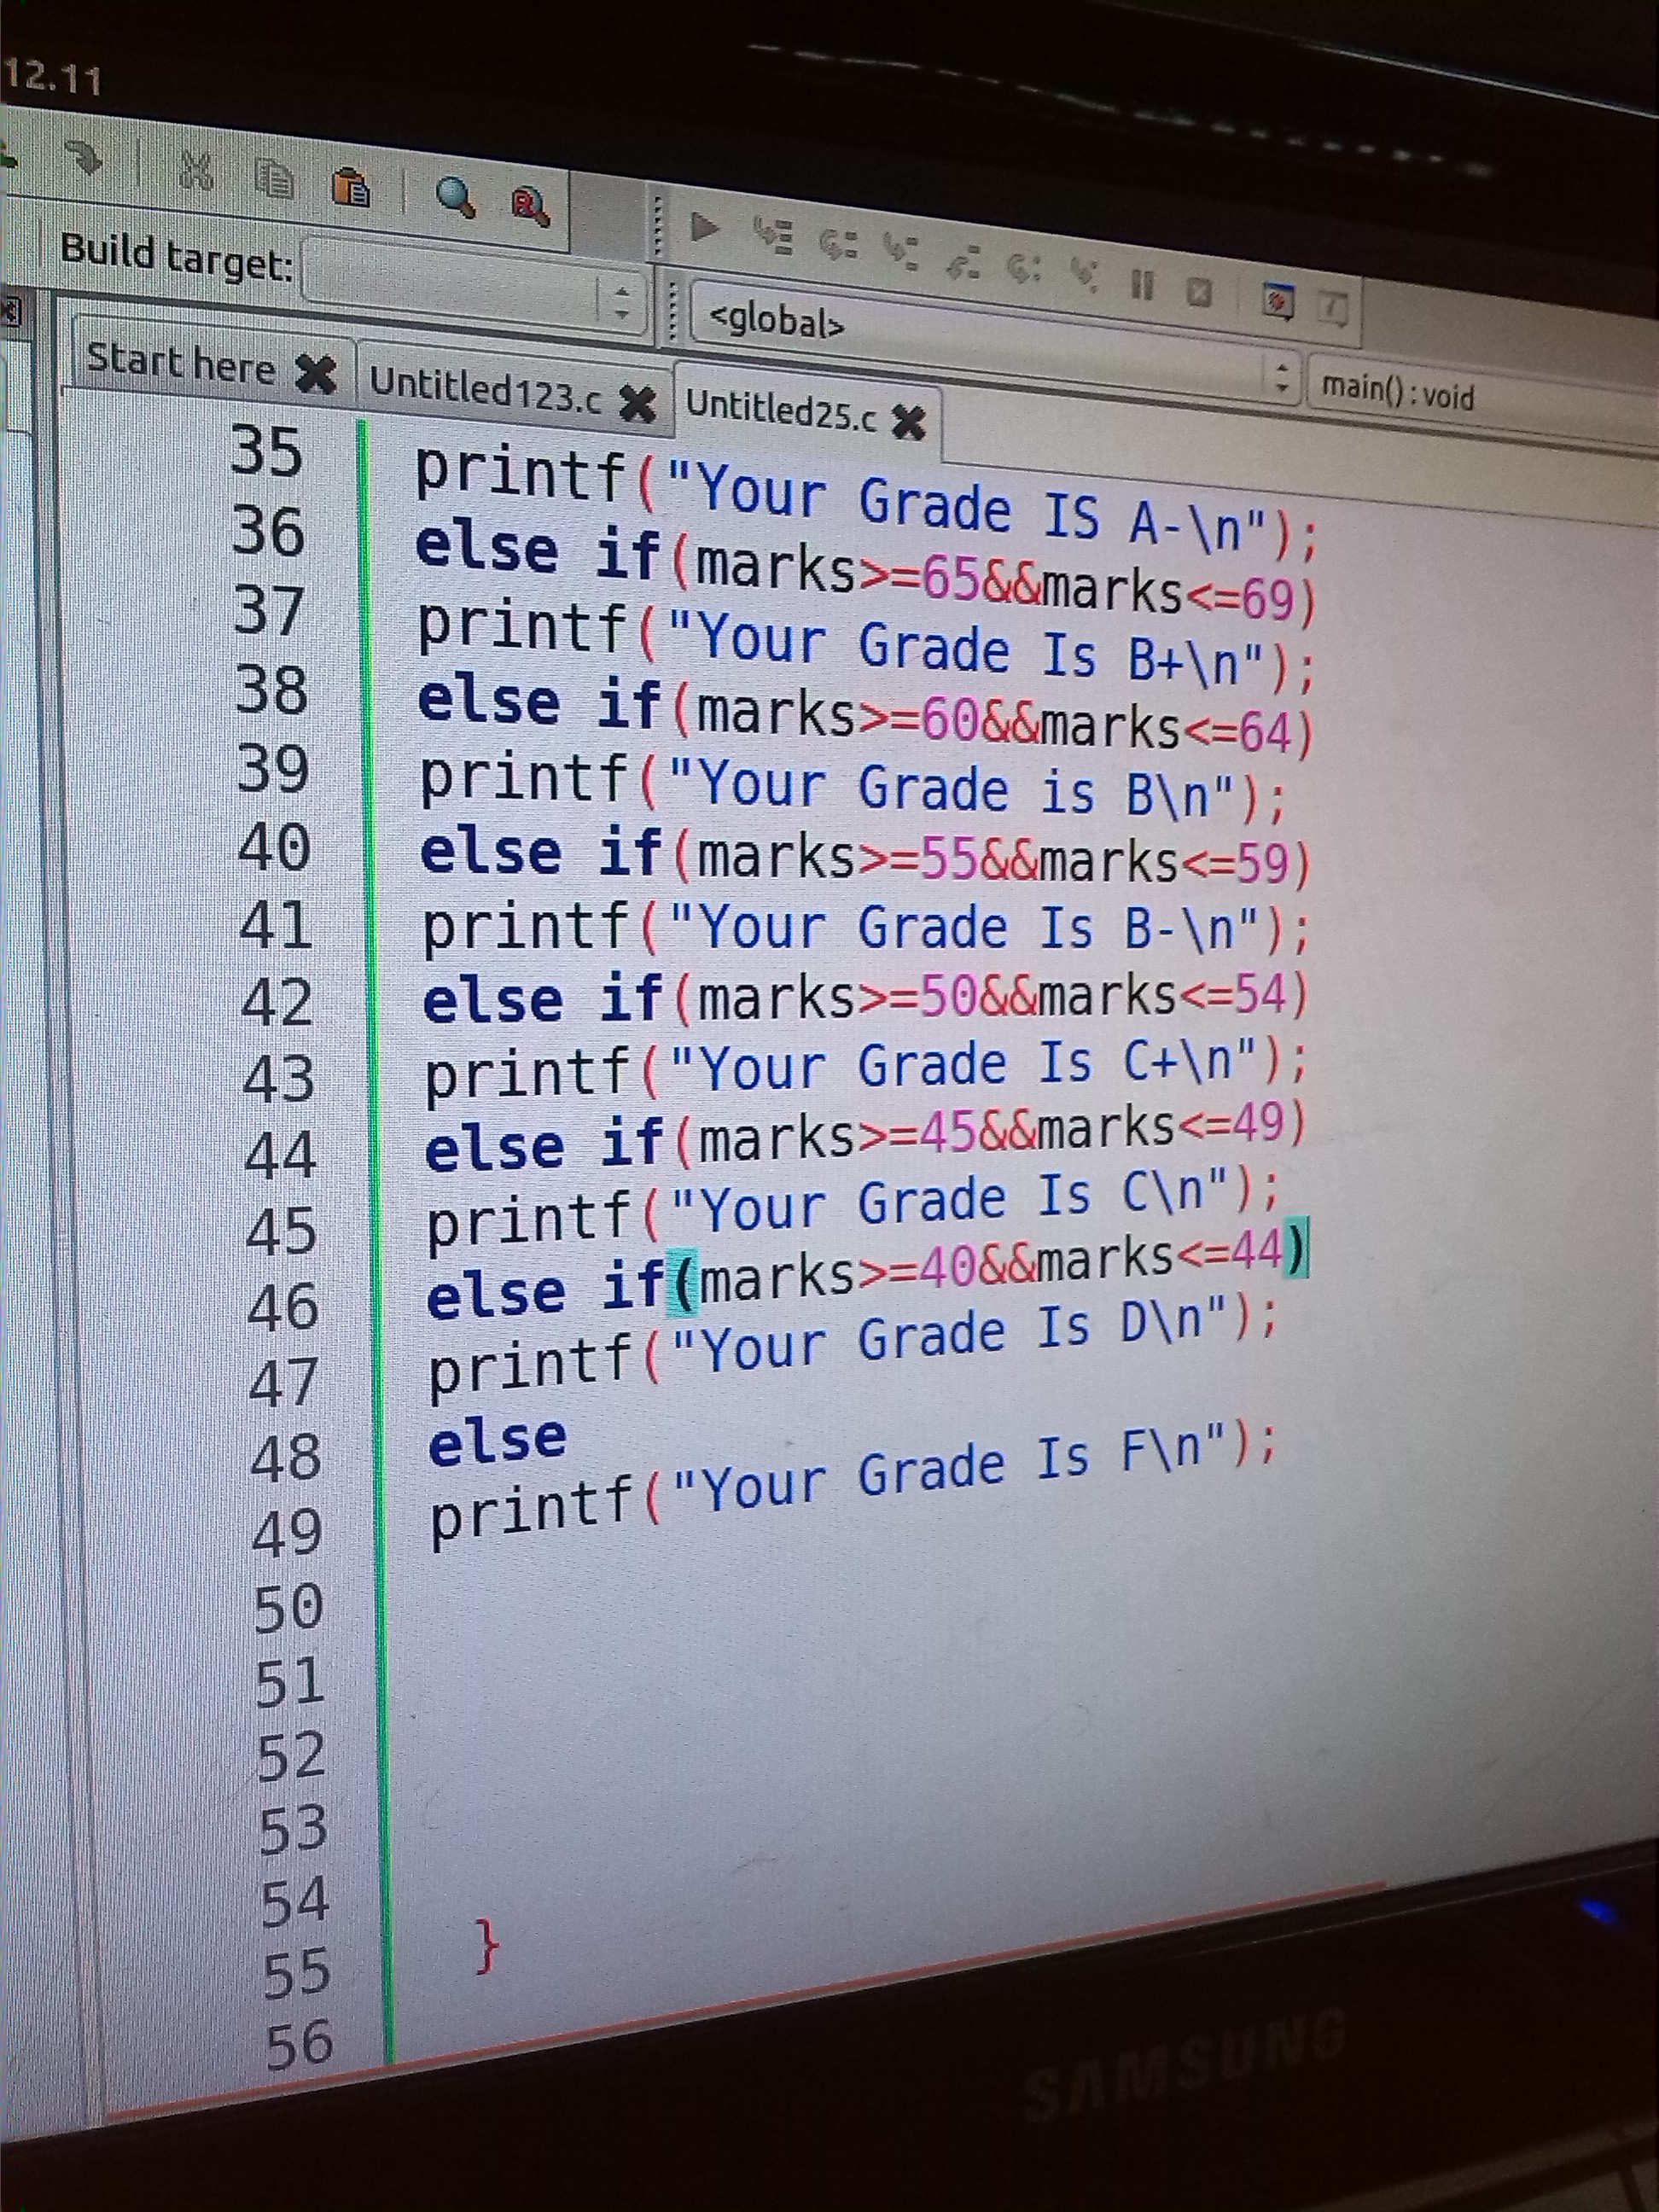 12.11
Build target:
<global>
main() : void
Start here
Untitled123.c
Untitled25.c
35 printf("Your Grade IS A-\n");
36 else if(marks>=65&&marks<=69)
37 printf("Your Grade Is B+\n");
38 else if(marks>=60&&marks<=64)
39 printf("Your Grade is B\n");
40 else if(marks>=55&&marks<=59)
41 printf("Your Grade Is B-\n");
42 else if(marks>=50&&marks<=54)
43 printf("Your Grade Is C+\n");
44 else if(marks>=45&&marks<=49)
45 printf("Your Grade Is C\n");
46 else if(marks>=40&&marks<=44)
47 printf("Your Grade Is D\n");
48 else
49 printf("Your Grade Is F\n");
50
51
52
53
54
55 }
56
SAMSUNG